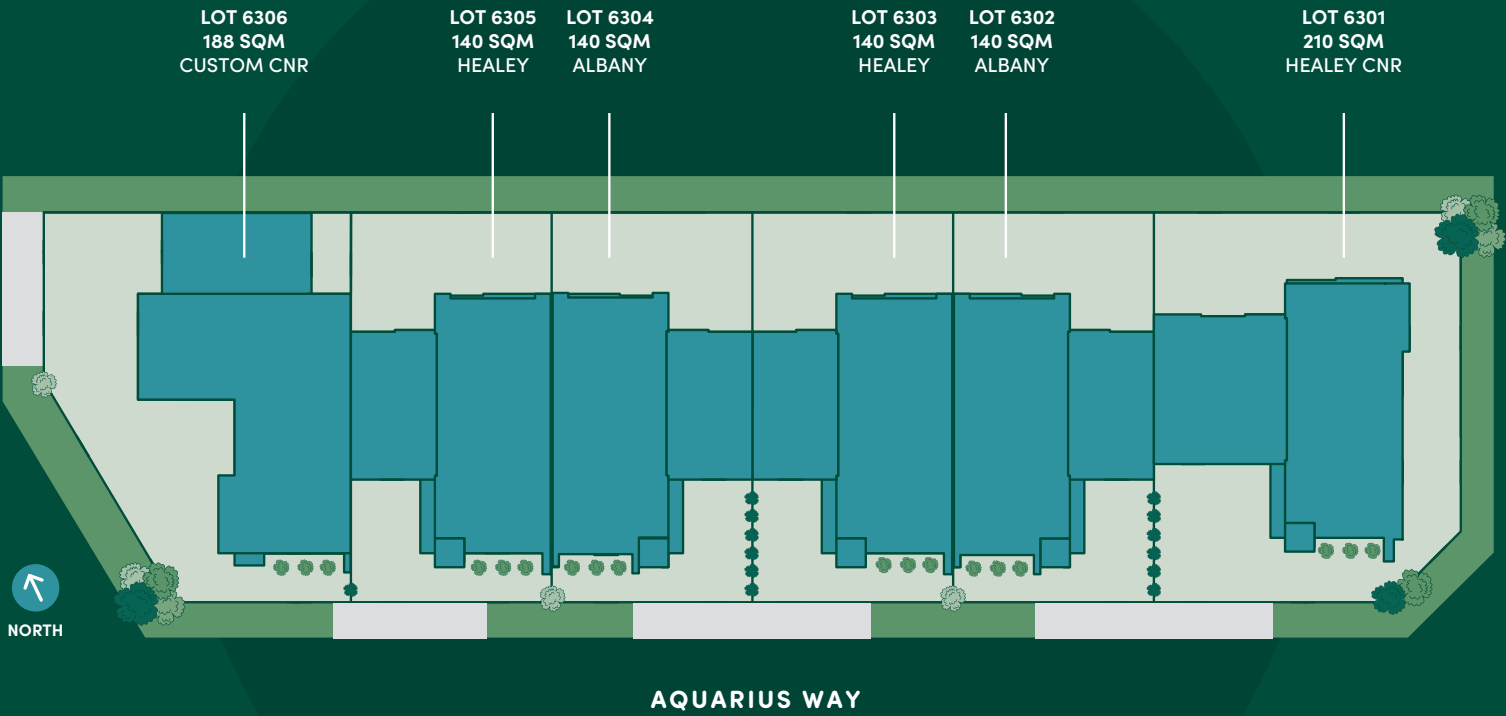 LOT 6306
188 SQM
CUSTOM CNR
LOT 6305
140 SQM
HEALEY
LOT 6304
140 SQM
ALBANY
LOT 6303
140 SQM
HEALEY
LOT 6302
140 SQM
ALBANY
LOT 6301
210 SQM
HEALEY CNR
NORTH
AQUARIUS WAY